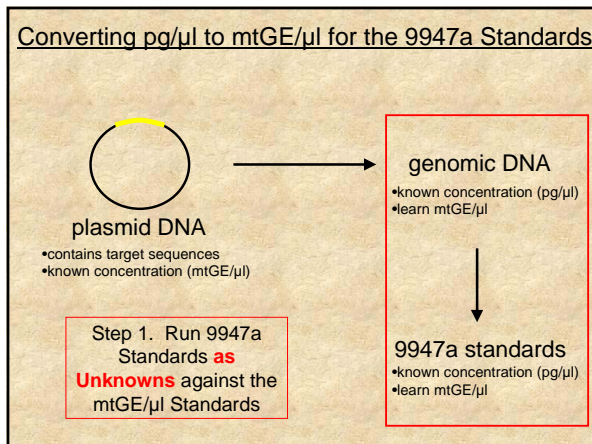 Converting pg/µl to mtGE/µl for the 9947a Standards
plasmid DNA
•contains target sequences
•known concentration (mtGE/µl)
genomic DNA
•known concentration (pg/µl)
•learn mtGE/µl
Step 1.  Run 9947a
Standards as
Unknowns against the
mtGE/µl Standards
9947a standards
•known concentration (pg/µl)
•learn mtGE/µl